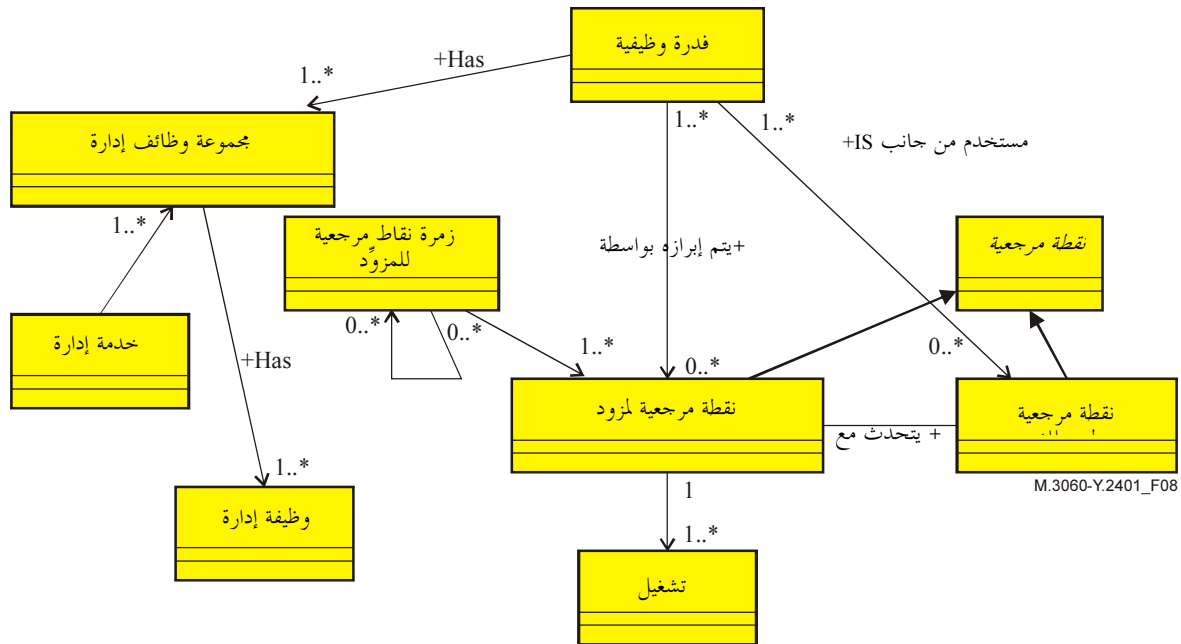 قدرة وظيفية
+Has
1..*
1..*
1..*
مجموعة وظائف إدارة
+IS مستخدم من جانب
1..*
زمرة نقاط مرجعية
للمزوِّد
+يتم إبرازه بواسطة
نقطة مرجعية
خدمة إدارة
0..*
0..*
1..*
0..*
0..*
+Has
نقطة مرجعية لمزود
+ يتحدث مع
نقطة مرجعية
M.3060-Y.2401_F08
1..*
وظيفة إدارة
1
1..*
تشغيل